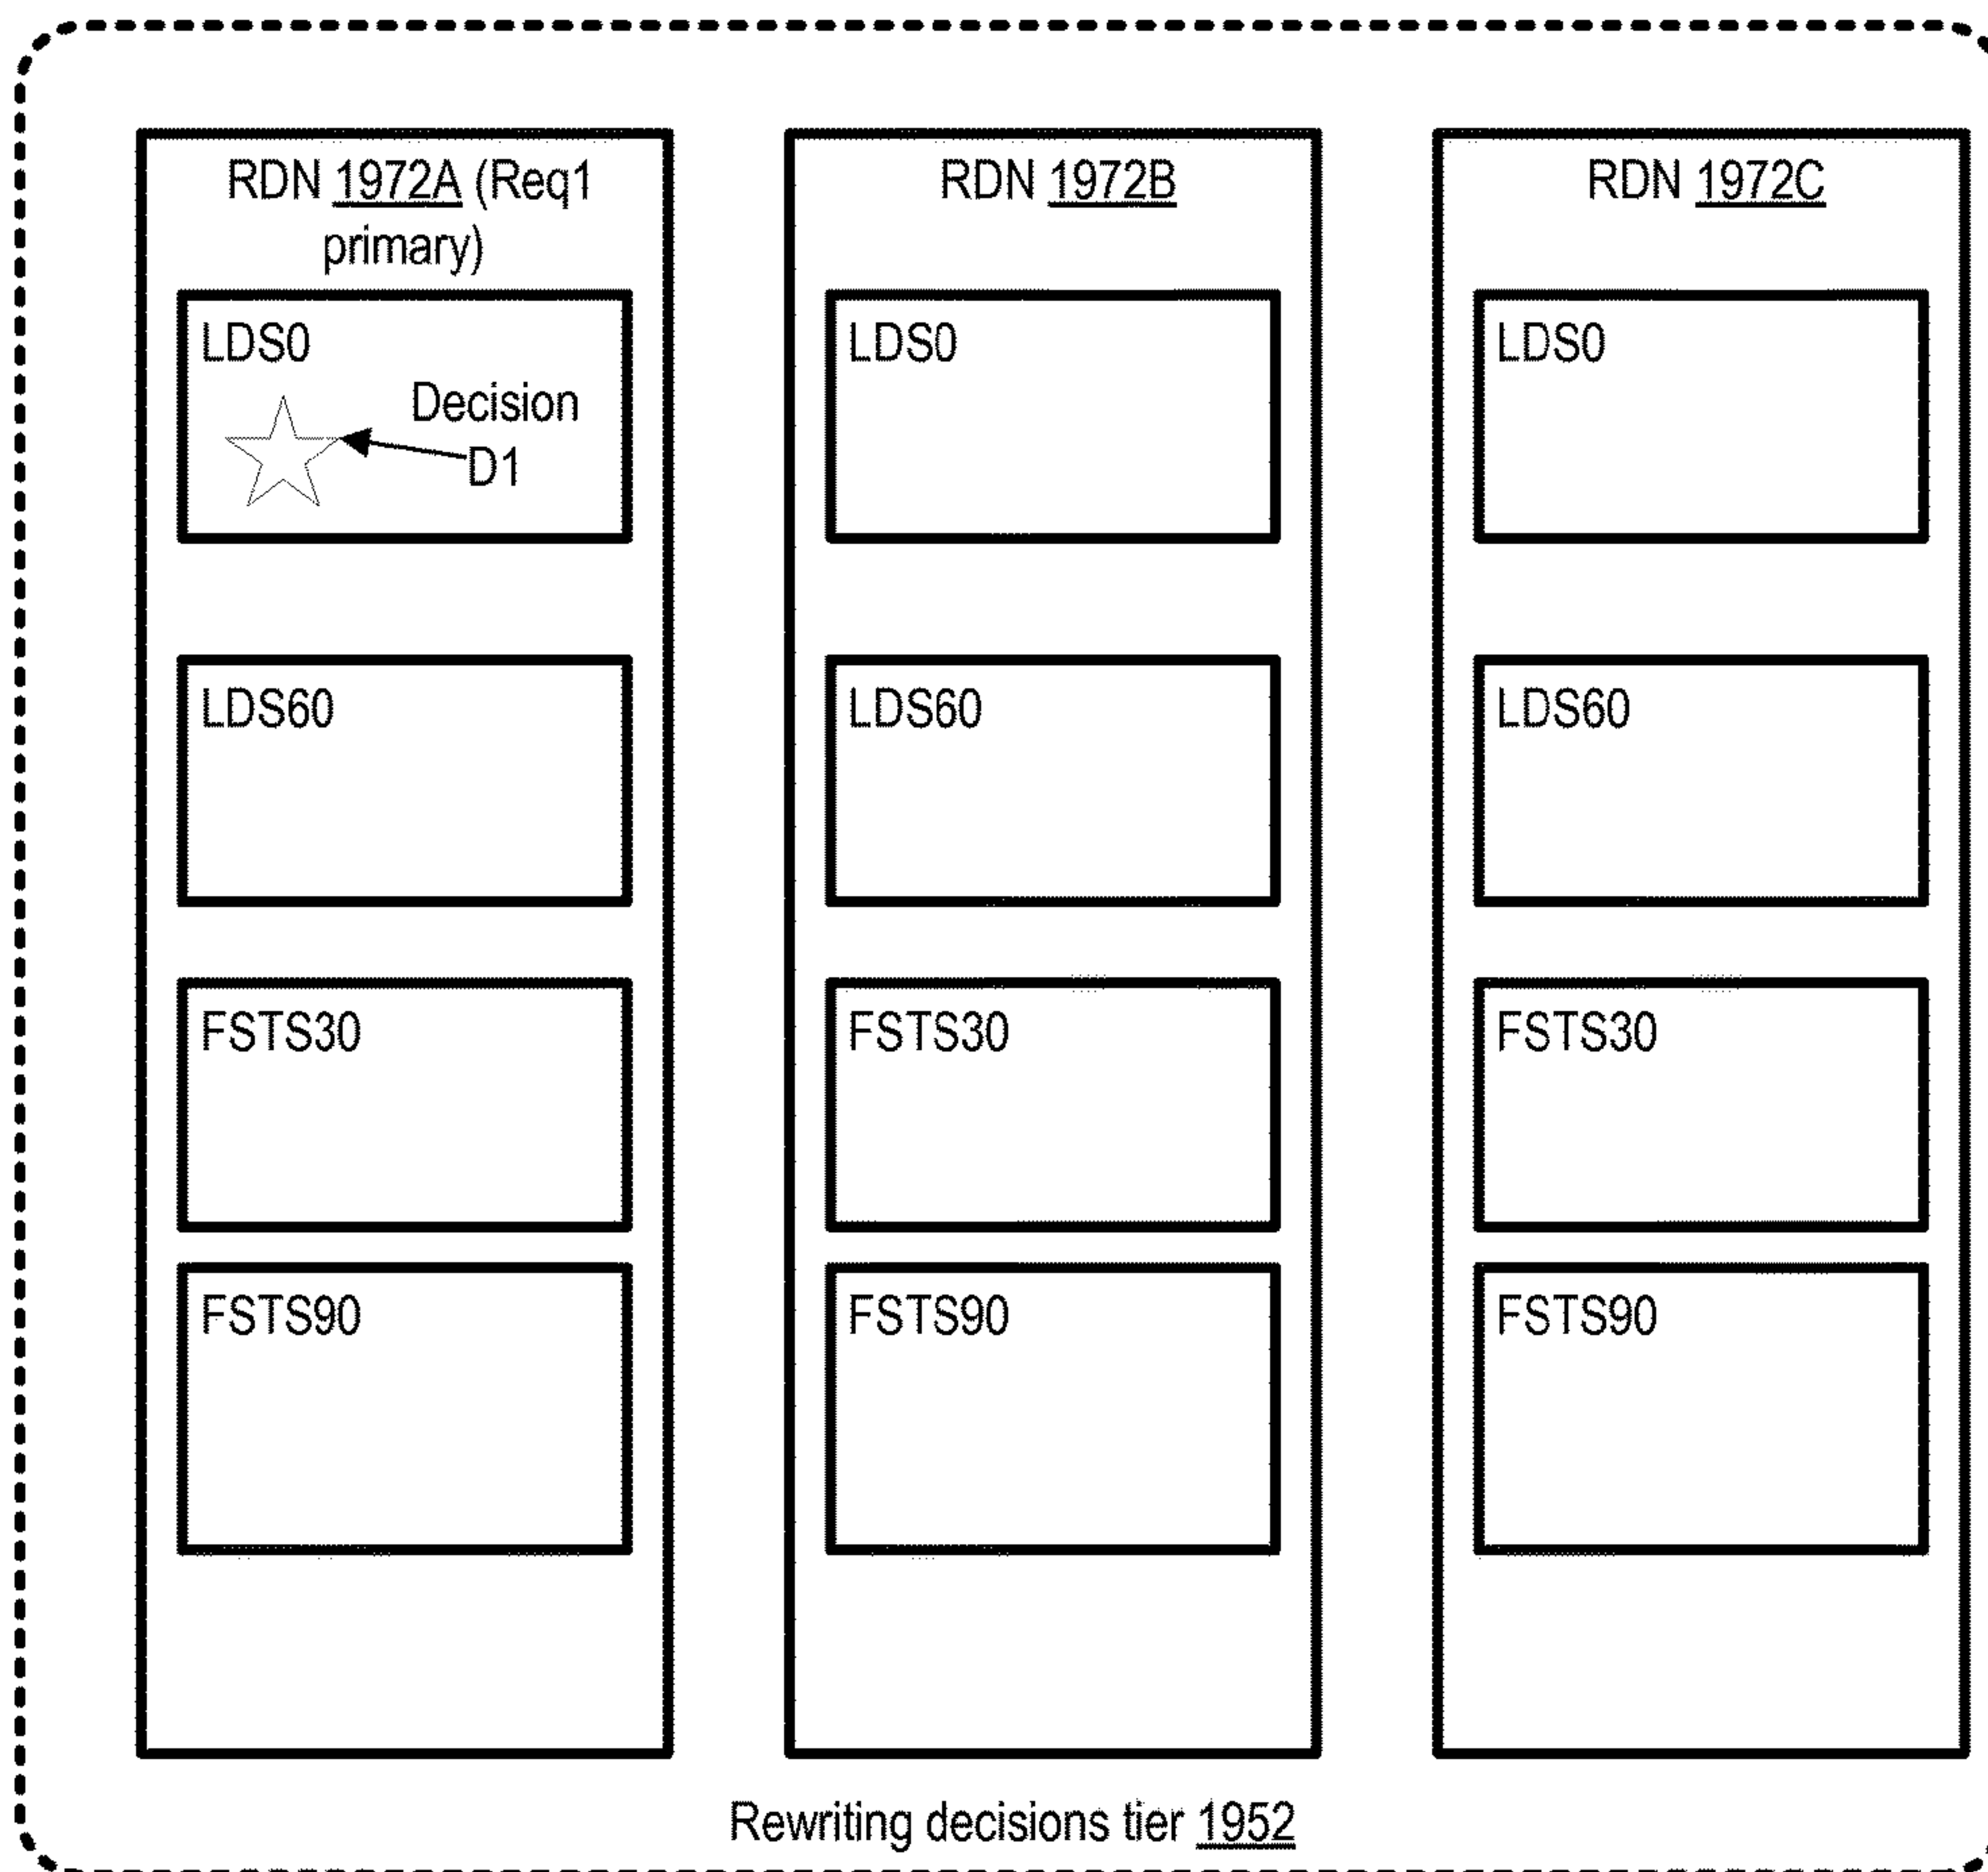 RDN 1972A (Req1
primary)
LDS0
Decision
D1
LDS60
FSTS30
FSTS90
RDN 1972B
LDS0
LDS60
FSTS30
FSTS90
RDN 1972C
LDS0
LDS60
FSTS30
FSTS90
Rewriting decisions tier 1952